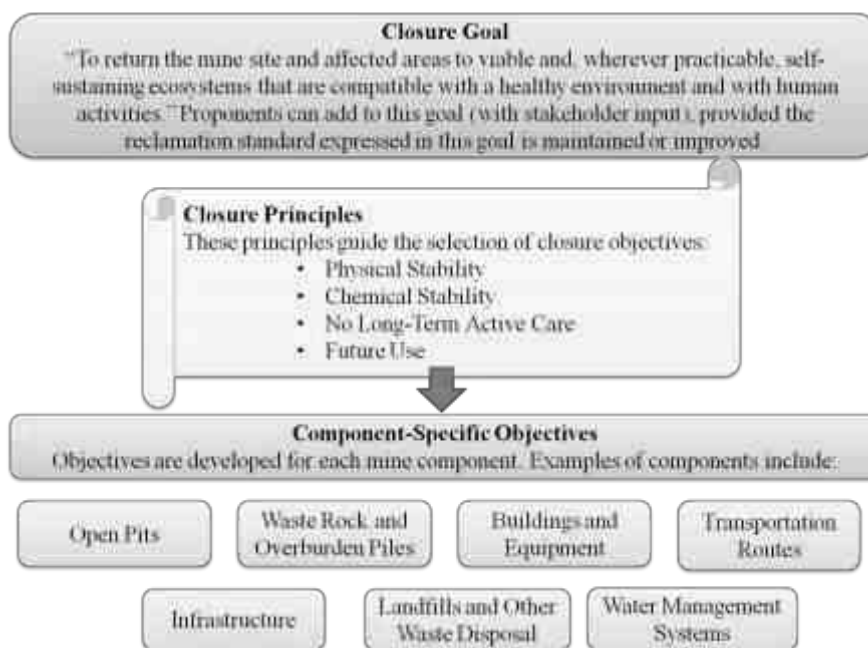 Closure Goal
"To return the mine site and affected areas to viable and, wherever practicable, self-
sustaining ecosystems that are compatible with a healthy environment and with human
activities." Proponents can add to this goal (with stakeholder input), provided the
reclamation standard expressed in this goal is maintained or improved
Closure Principles
These principles guide the selection of closure objectives:
• Physical Stability
• Chemical Stability
• No Long-Term Active Care
• Future Use
Component-Specific Objectives
Objectives are developed for each mine component. Examples of components include:
Open Pits
Waste Rock and
Overburden Piles
Buildings and
Equipment
Transportation
Routes
Infrastructure
Landfills and Other
Waste Disposal
Water Management
Systems